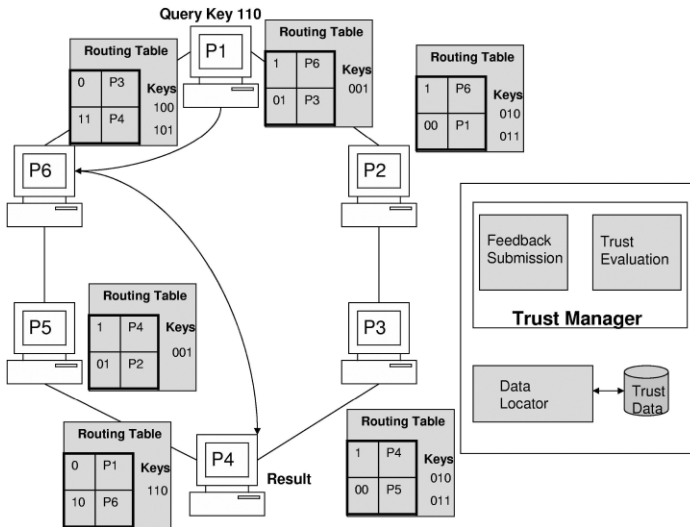 Query Key 110
P1
Routing Table
0 P3
11 P4
Keys
100
101
Routing Table
1 P6
01 P3
Keys
001
Routing Table
1 P6
00 P1
Keys
010
011
P6
P2
Feedback Submission
Trust Evaluation
Trust Manager
Data Locator
Trust Data
P5
Routing Table
1 P4
01 P2
Keys
001
P3
Routing Table
0 P1
10 P6
Keys
110
P4
Result
Routing Table
1 P4
00 P5
Keys
010
011